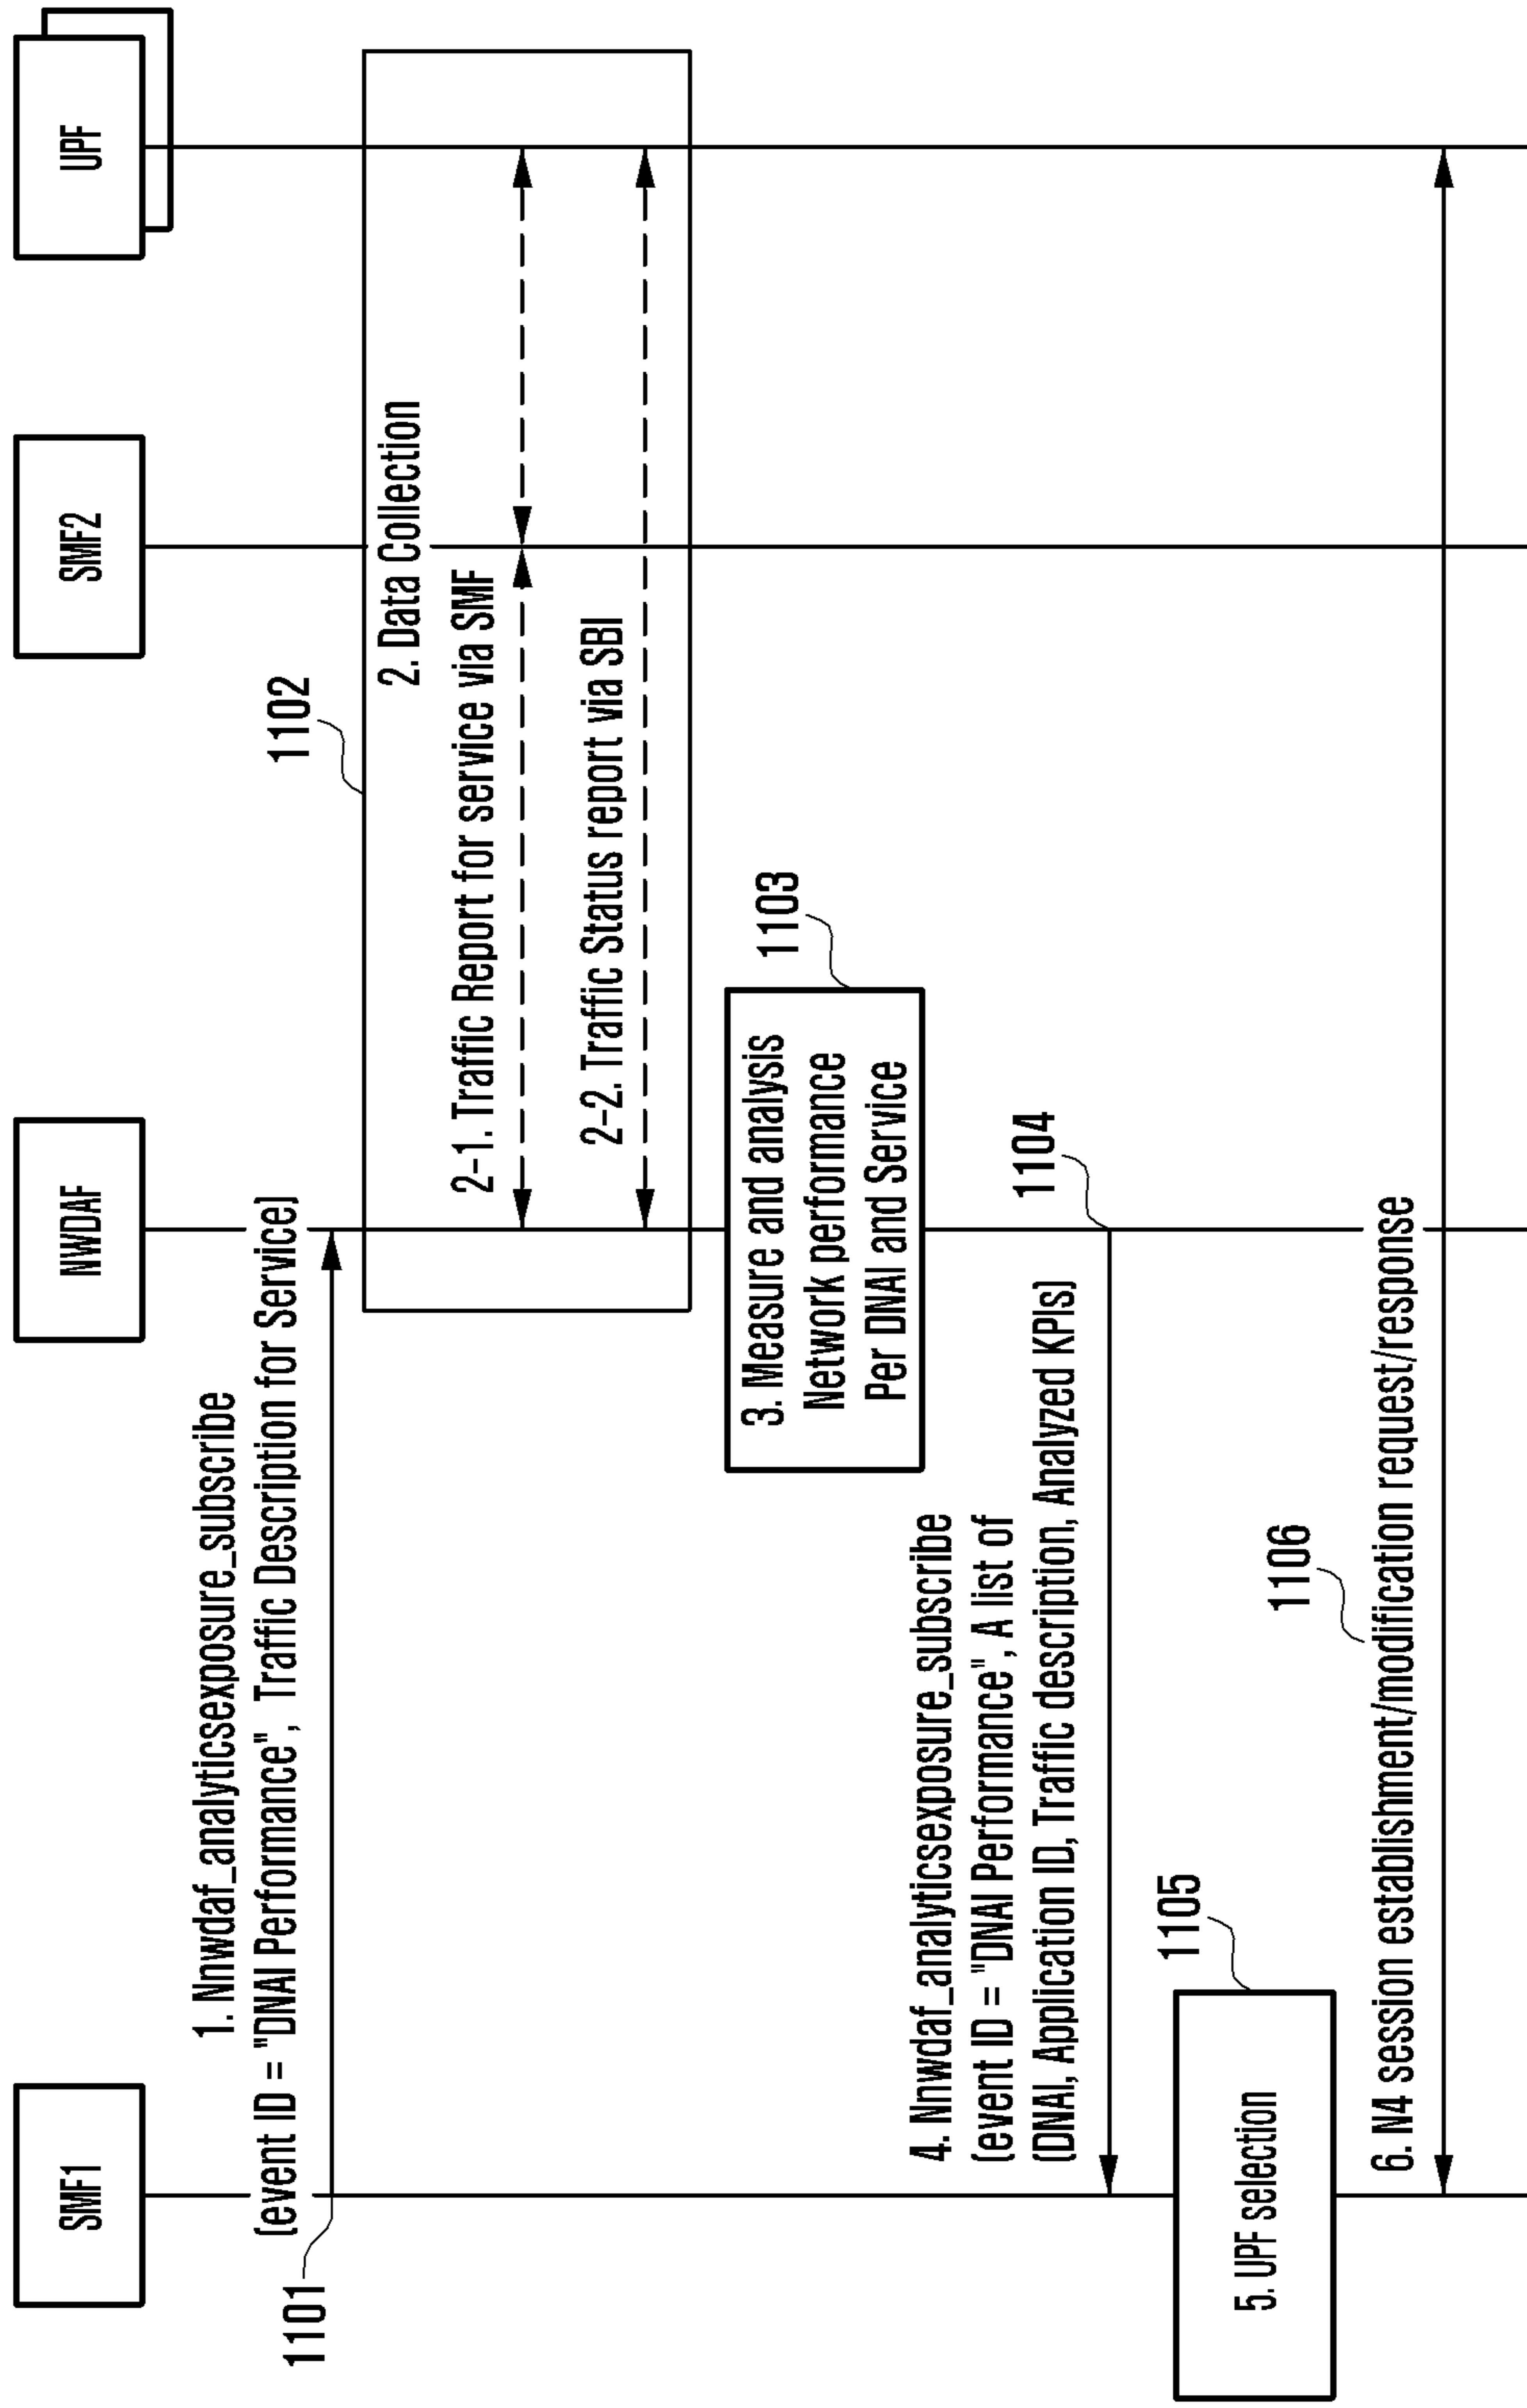 SMF1
NWDAF
SMF2
UPF
1. Nnwdaf_analyticsexposure_subscribe
(event ID = "DNAI Performance", Traffic Description for Service)
1101
1102
2. Data Collection
2-1. Traffic Report for service via SMF
2-2. Traffic Status report via SBI
3. Measure and analysis
Network performance
Per DNAI and Service
1103
4. Nnwdaf_analyticsexposure_subscribe
(event ID = "DNAI Performance", A list of
(DNAI, Application ID, Traffic description, Analyzed KPIs)
1104
5. UPF selection
1105
1106
6. N4 session establishment/modification request/response